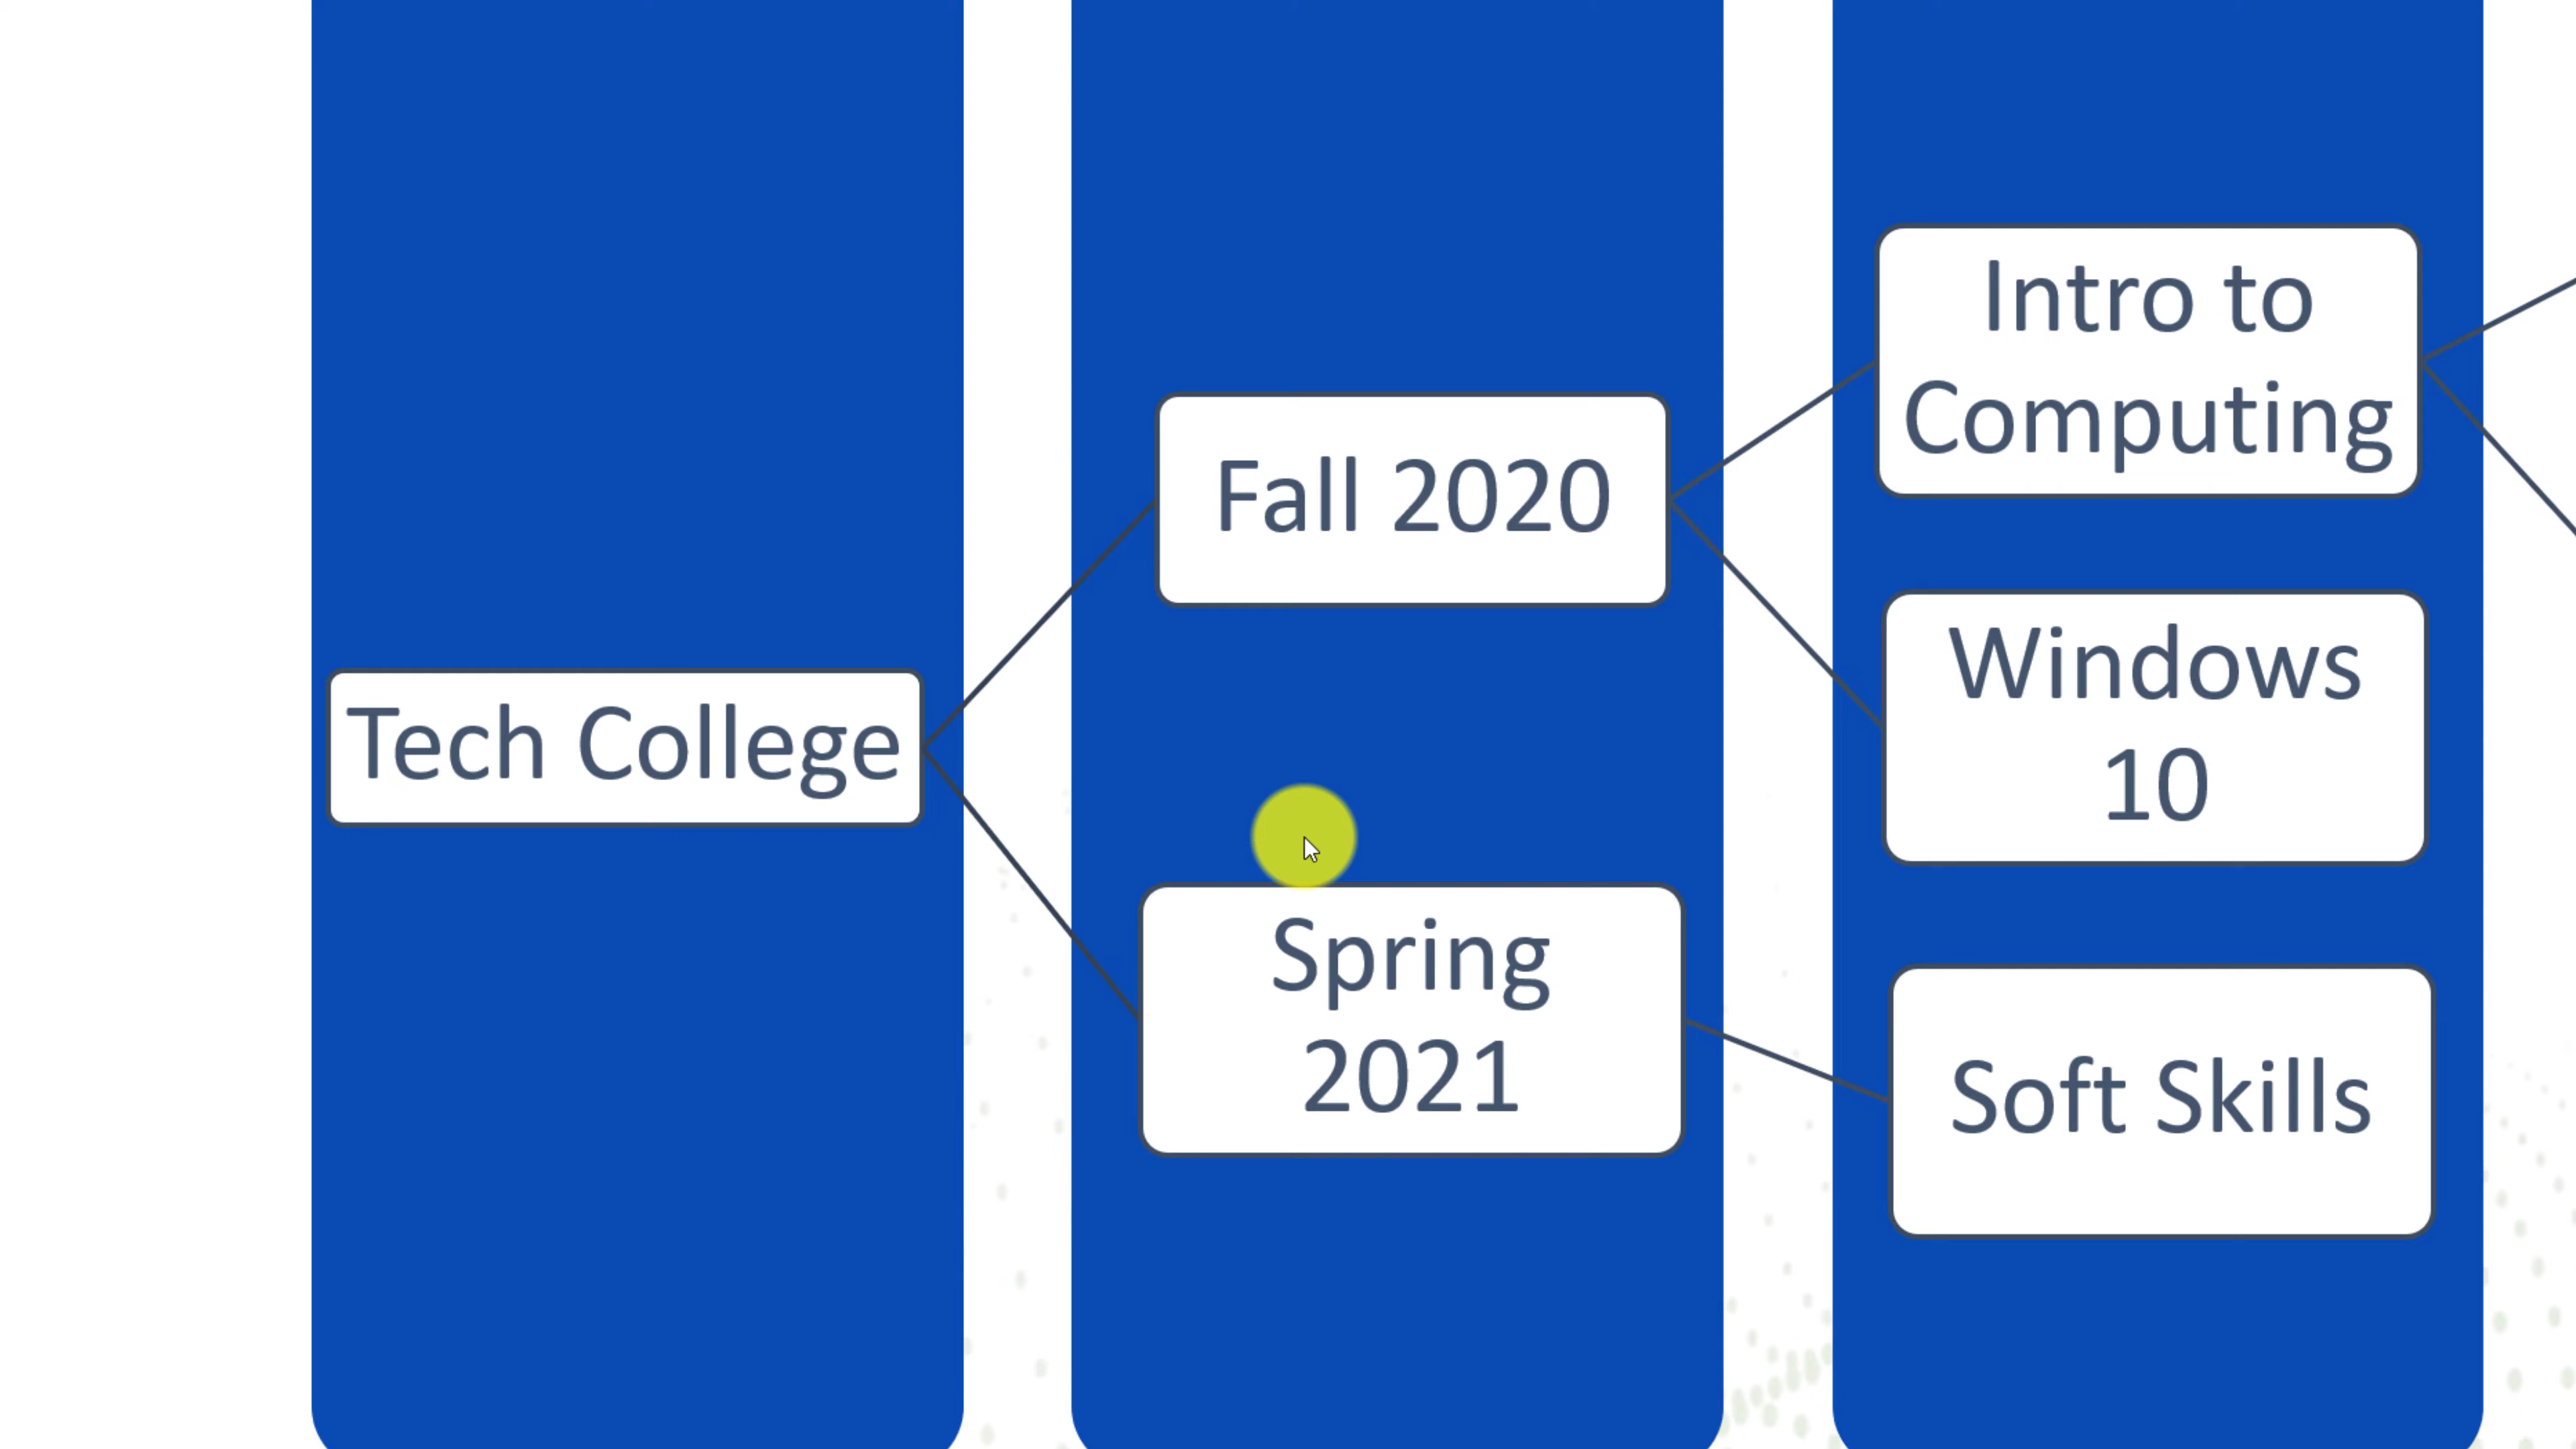 Tech College
Fall 2020
Spring
2021
Intro to
Computing
Windows
10
Soft Skills